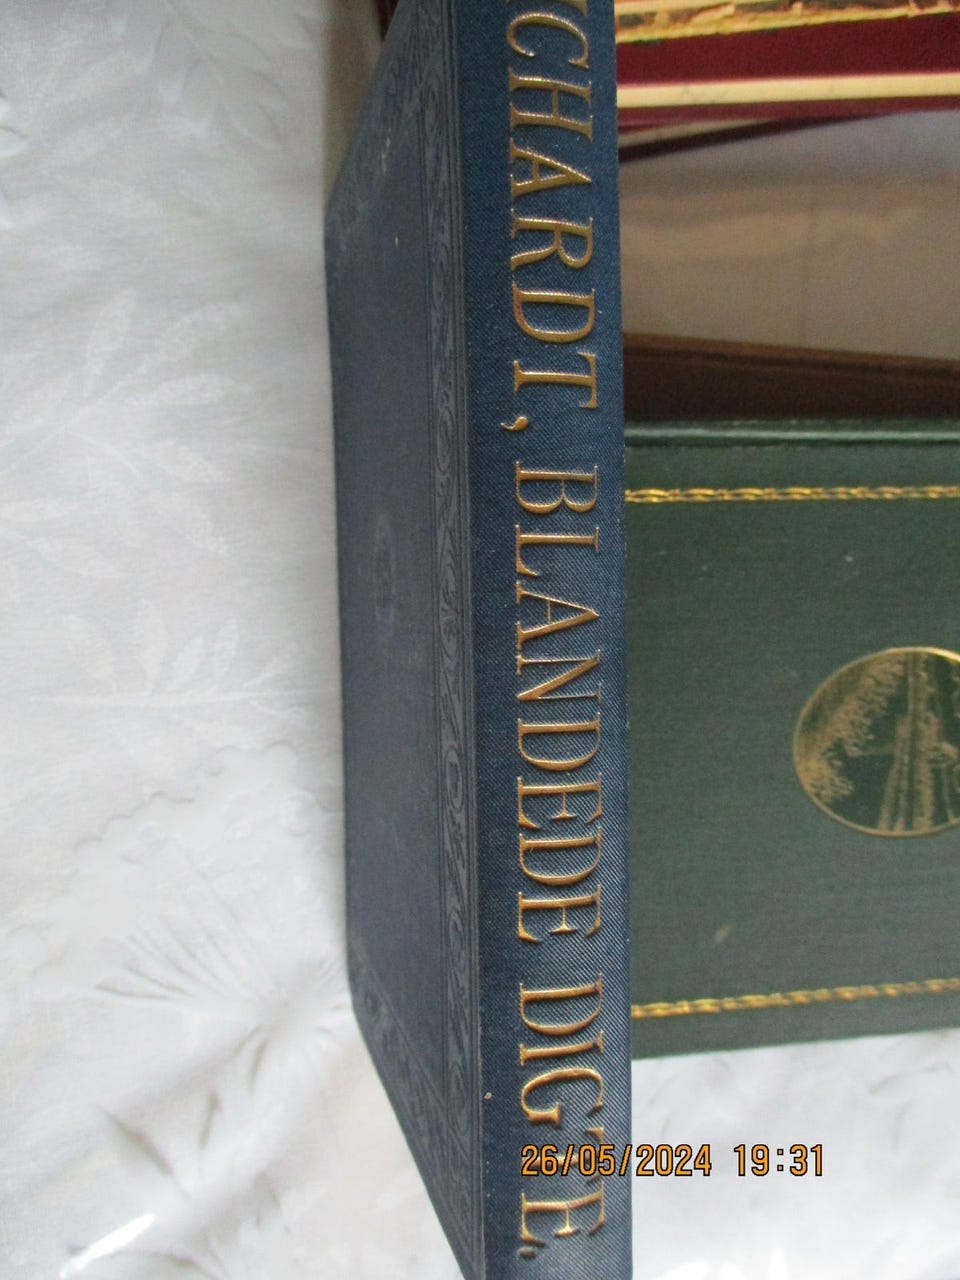 CHARDT, BLANDEDE DIGTE.
26/05/2024 19:31